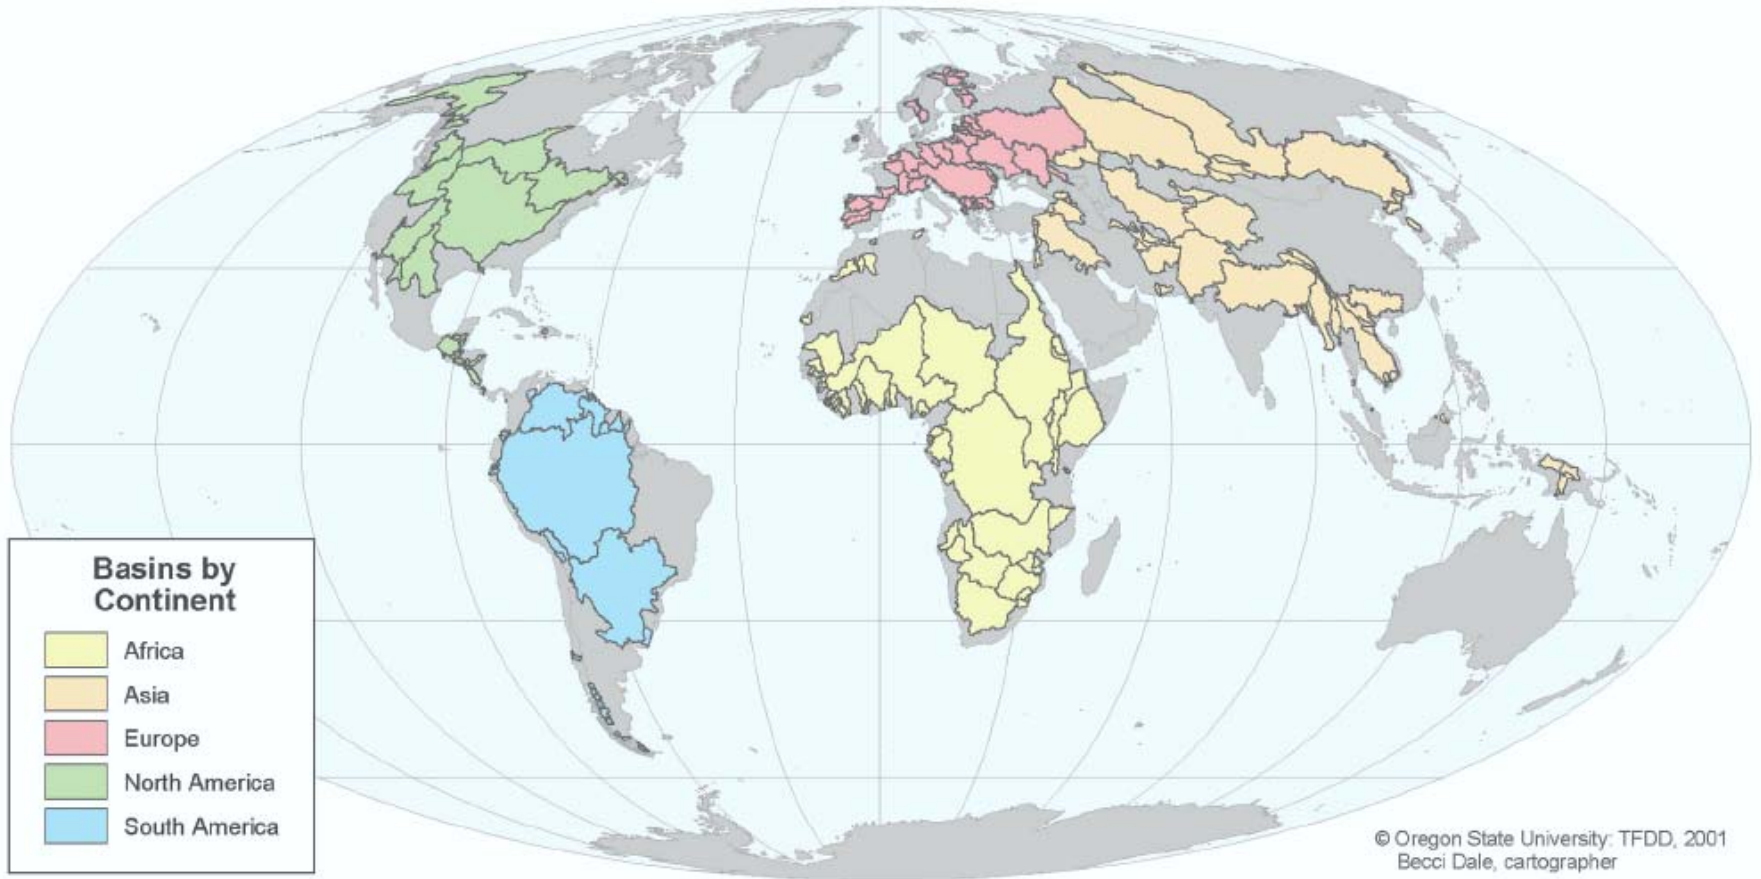 Basins by
Continent
Africa
Asia
Europe
North America
South America
© Oregon State University: TFDD, 2001
Becci Dale, cartographer